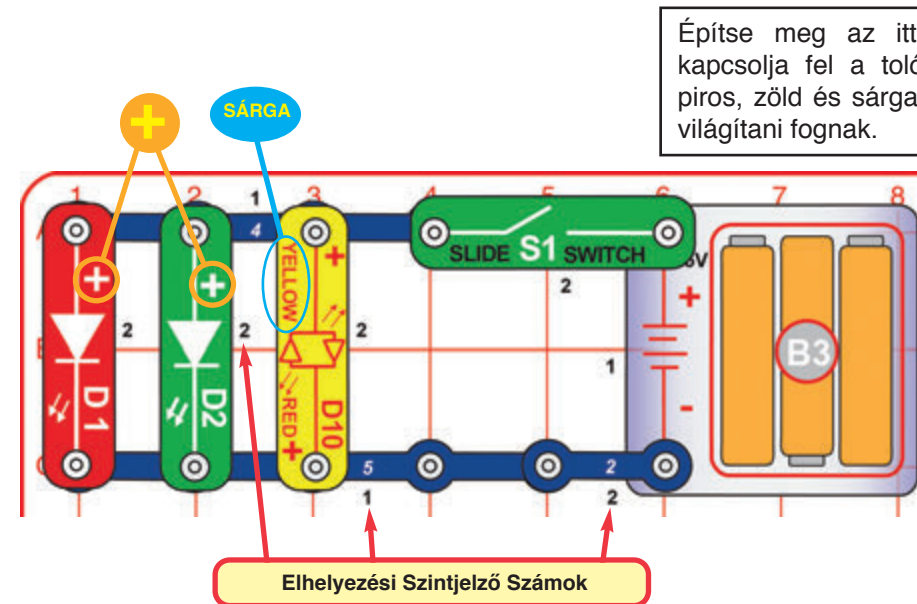 Építse meg az itt
kapcsolja fel a toló
piros, zöld és sárga
világítani fognak.
+
SÁRGA
1 2 3 4 5 6 7 8
1
4
YELLOW
+
SLIDE S1 SWITCH
2
+
+
2
2
2
B
1
+
-
B3
D1
D2
RED
+
D10
5
2
1
2
Elhelyezési Szintjelző Számok